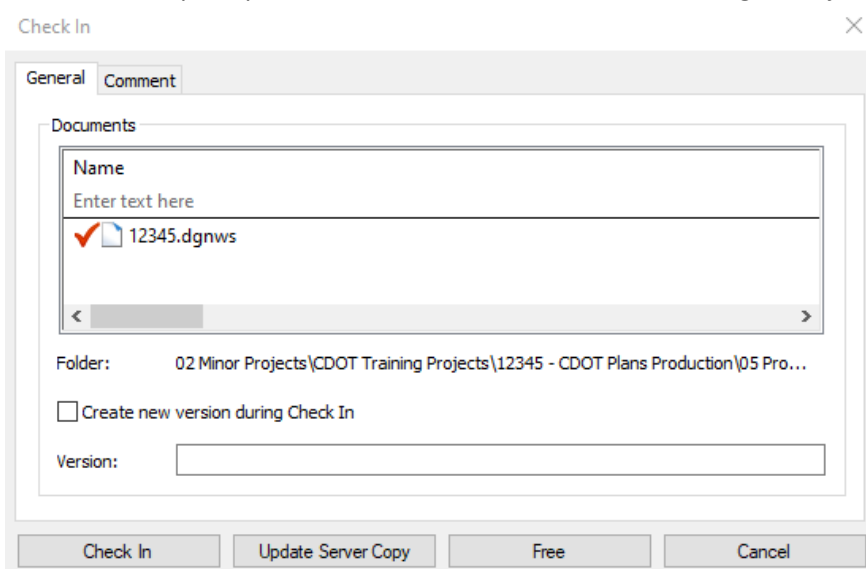 Check In
General Comment
Documents
Name
Enter text here
12345.dgnws
Folder: 02 Minor Projects\CDOT Training Projects\12345 - CDOT Plans Production\05 Pro...
Create new version during Check In
Version:
Check In Update Server Copy Free Cancel